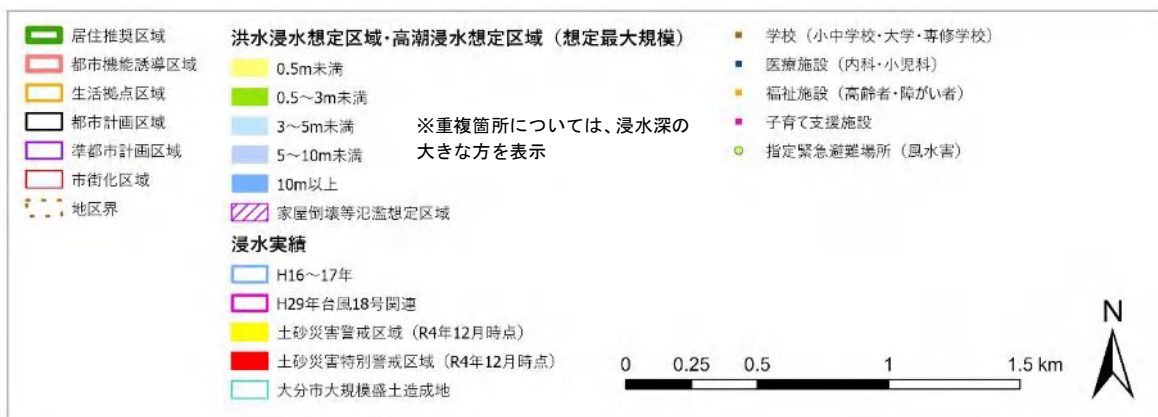 居住推奨区域
都市機能誘導区域
生活拠点区域
都市計画区域
準都市計画区域
市街化区域
地区界
洪水浸水想定区域・高潮浸水想定区域（想定最大規模）
0.5m未満
0.5～3m未満
3～5m未満
5～10m未満
10m以上
家屋倒壊等氾濫想定区域
※重複箇所については、浸水深の
大きな方を表示
浸水実績
H16～17年
H29年台風18号関連
土砂災害警戒区域（R4年12月時点）
土砂災害特別警戒区域（R4年12月時点）
大分市大規模盛土造成地
学校（小中学校・大学・専修学校）
医療施設（内科・小児科）
福祉施設（高齢者・障がい者）
子育て支援施設
指定緊急避難場所（風水害）
0 0.25 0.5 1 1.5 km
N